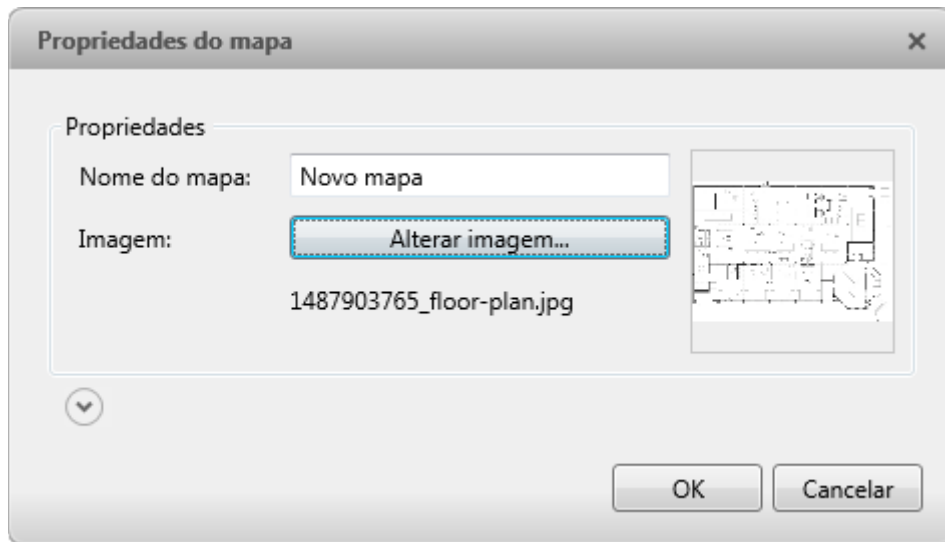 Propriedades do mapa
Propriedades
Nome do mapa: Novo mapa
Imagem: Alterar imagem...
1487903765_floor-plan.jpg
OK Cancelar